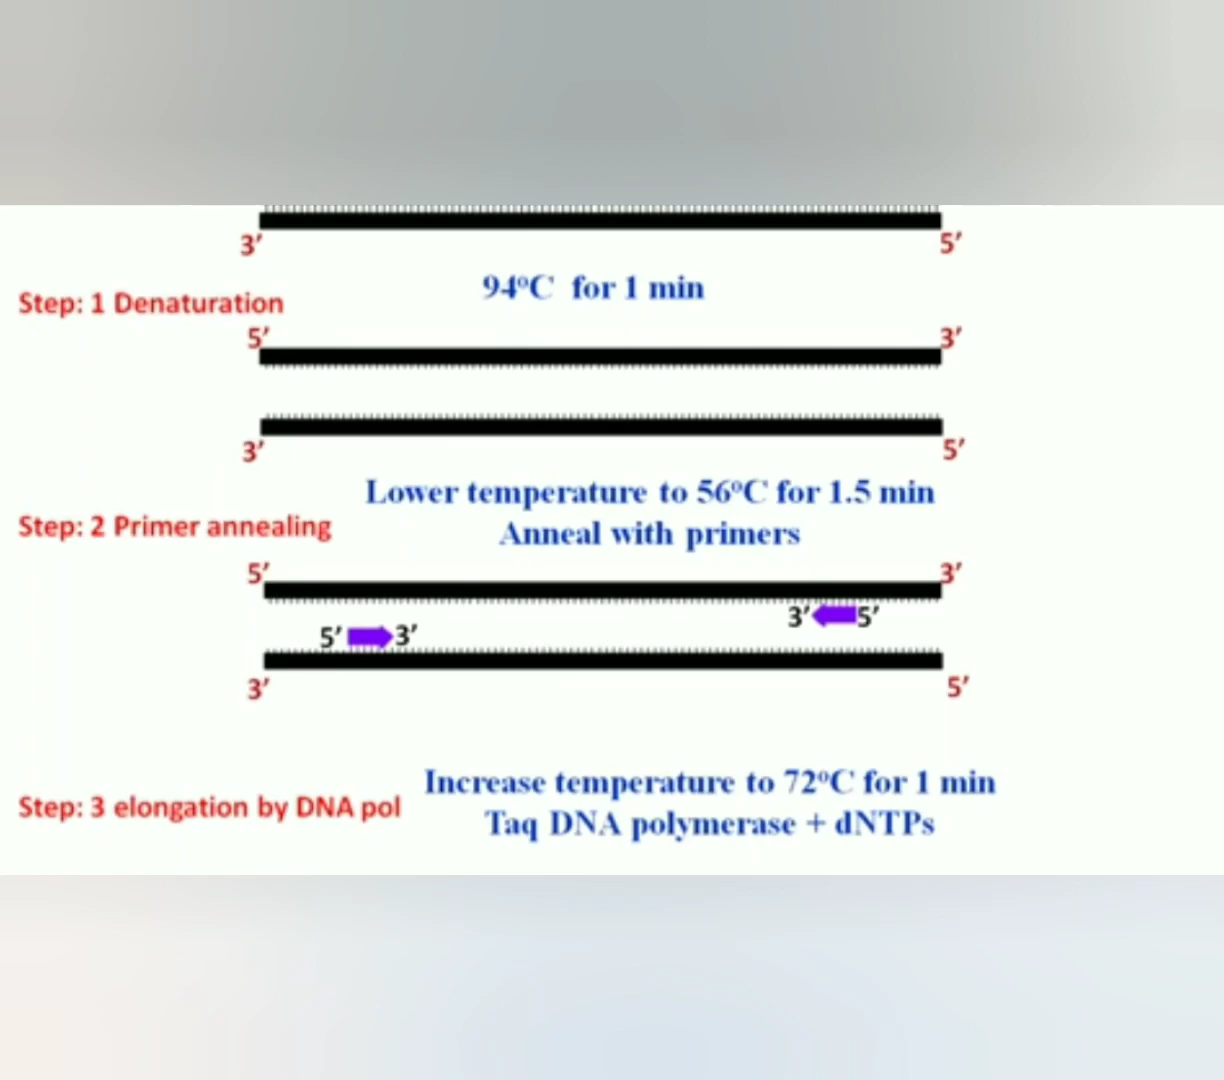 3′ 5′
94°C for 1 min
Step: 1 Denaturation
5′ 3′
3′ 5′
Lower temperature to 56°C for 1.5 min
Step: 2 Primer annealing
Anneal with primers
5′ 3′
3′ 5′
5′ 3′
3′ 5′
Increase temperature to 72°C for 1 min
Step: 3 elongation by DNA pol
Taq DNA polymerase + dNTPs